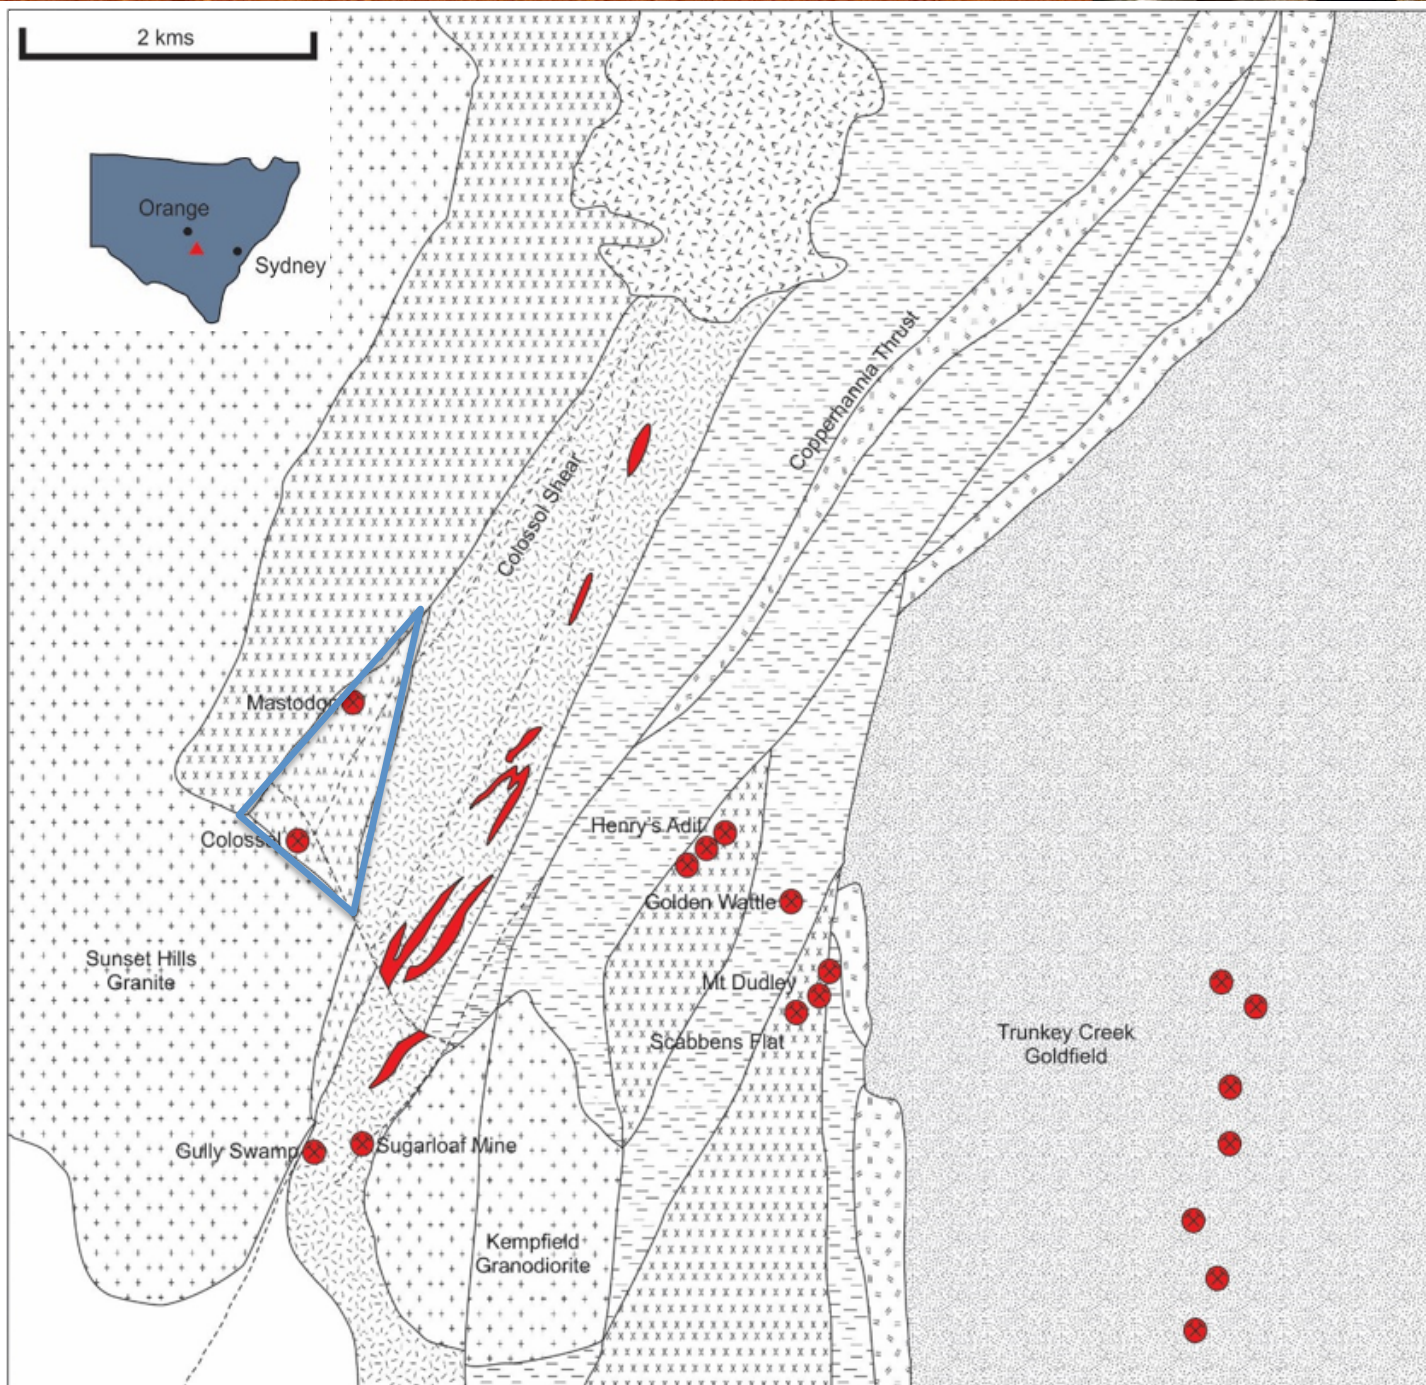 2 kms
Orange
Sydney
Copperhannia Thrust
Colossol Shear
Mastodon
Henry's Adit
Colossal
Golden Wattle
Sunset Hills
Granite
Mt Dudley
Scabbens Flat
Trunkey Creek
Goldfield
Gully Swamp
Sugarloaf Mine
Kempfield
Granodiorite